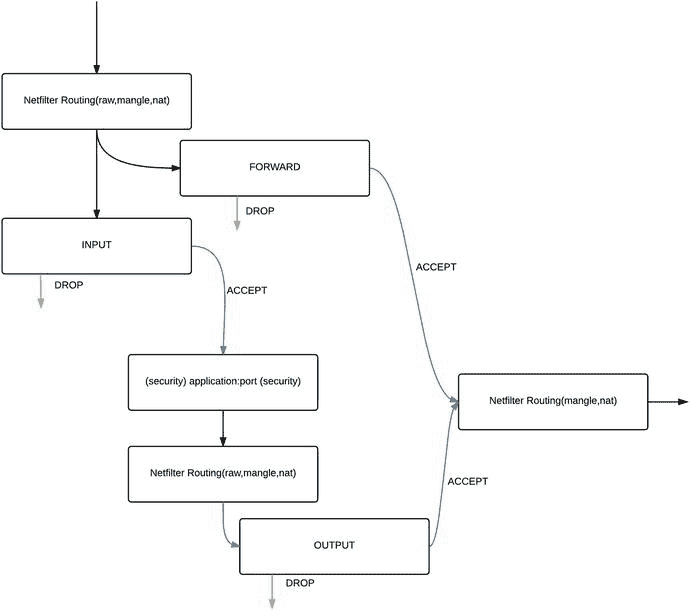 Netfilter Routing(raw,mangle,nat)
FORWARD
DROP
INPUT
DROP
ACCEPT
ACCEPT
(security) application:port (security)
Netfilter Routing(mangle,nat)
Netfilter Routing(raw,mangle,nat)
ACCEPT
OUTPUT
DROP